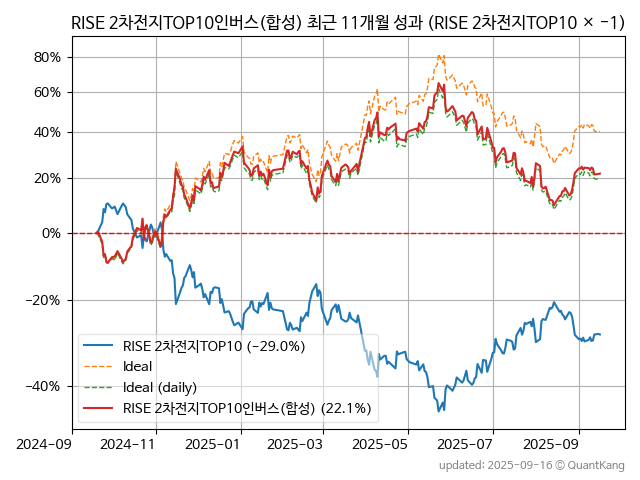 RISE 2차전지TOP10인버스(합성) 최근 11개월 성과 (RISE 2차전지TOP10 × −1)
80%
60%
40%
20%
0%
−20%
−40%
RISE 2차전지TOP10 (−29.0%)
Ideal
Ideal (daily)
RISE 2차전지TOP10인버스(합성) (22.1%)
2024-09 2024-11 2025-01 2025-03 2025-05 2025-07 2025-09
updated: 2025-09-16 © QuantKang